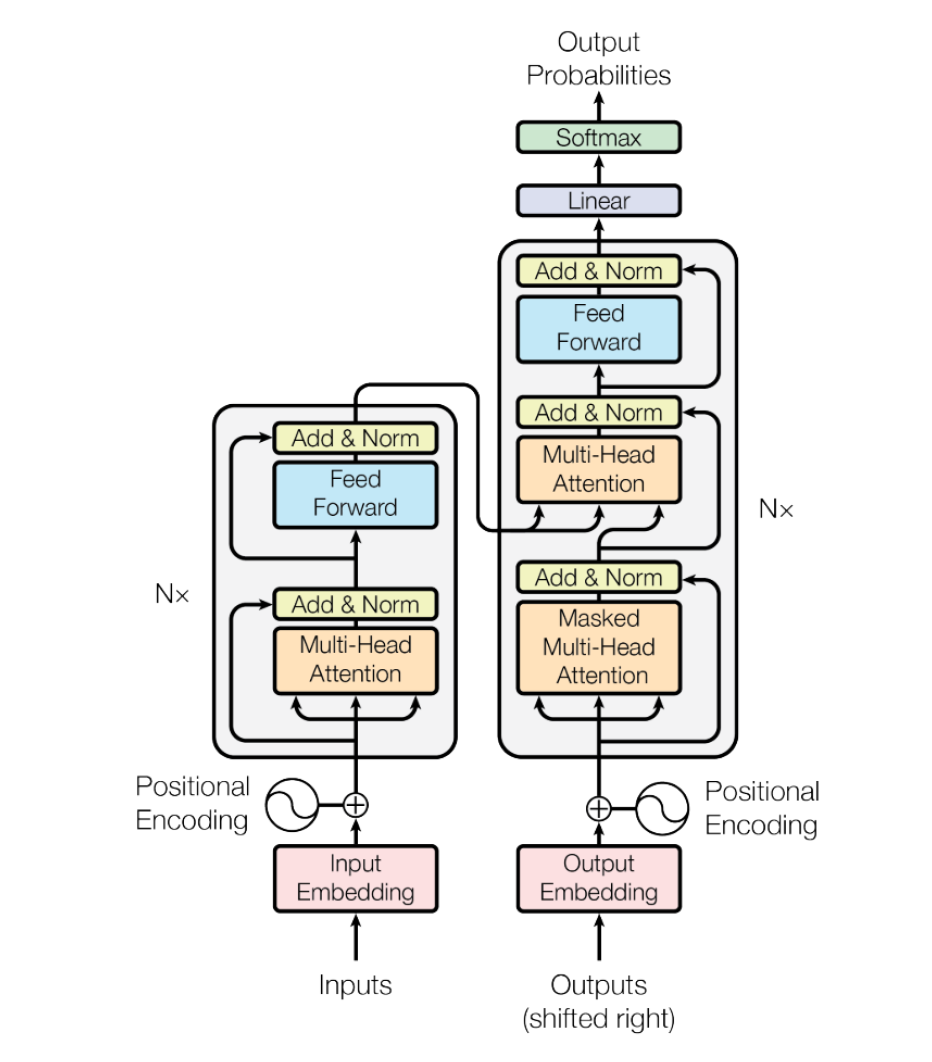 Output
Probabilities
Softmax
Linear
Add & Norm
Feed
Forward
Add & Norm
Multi-Head
Attention
Add & Norm
Masked
Multi-Head
Attention
N×
Add & Norm
Feed
Forward
Add & Norm
Multi-Head
Attention
N×
Positional
Encoding
Positional
Encoding
Input
Embedding
Output
Embedding
Inputs
Outputs
(shifted right)